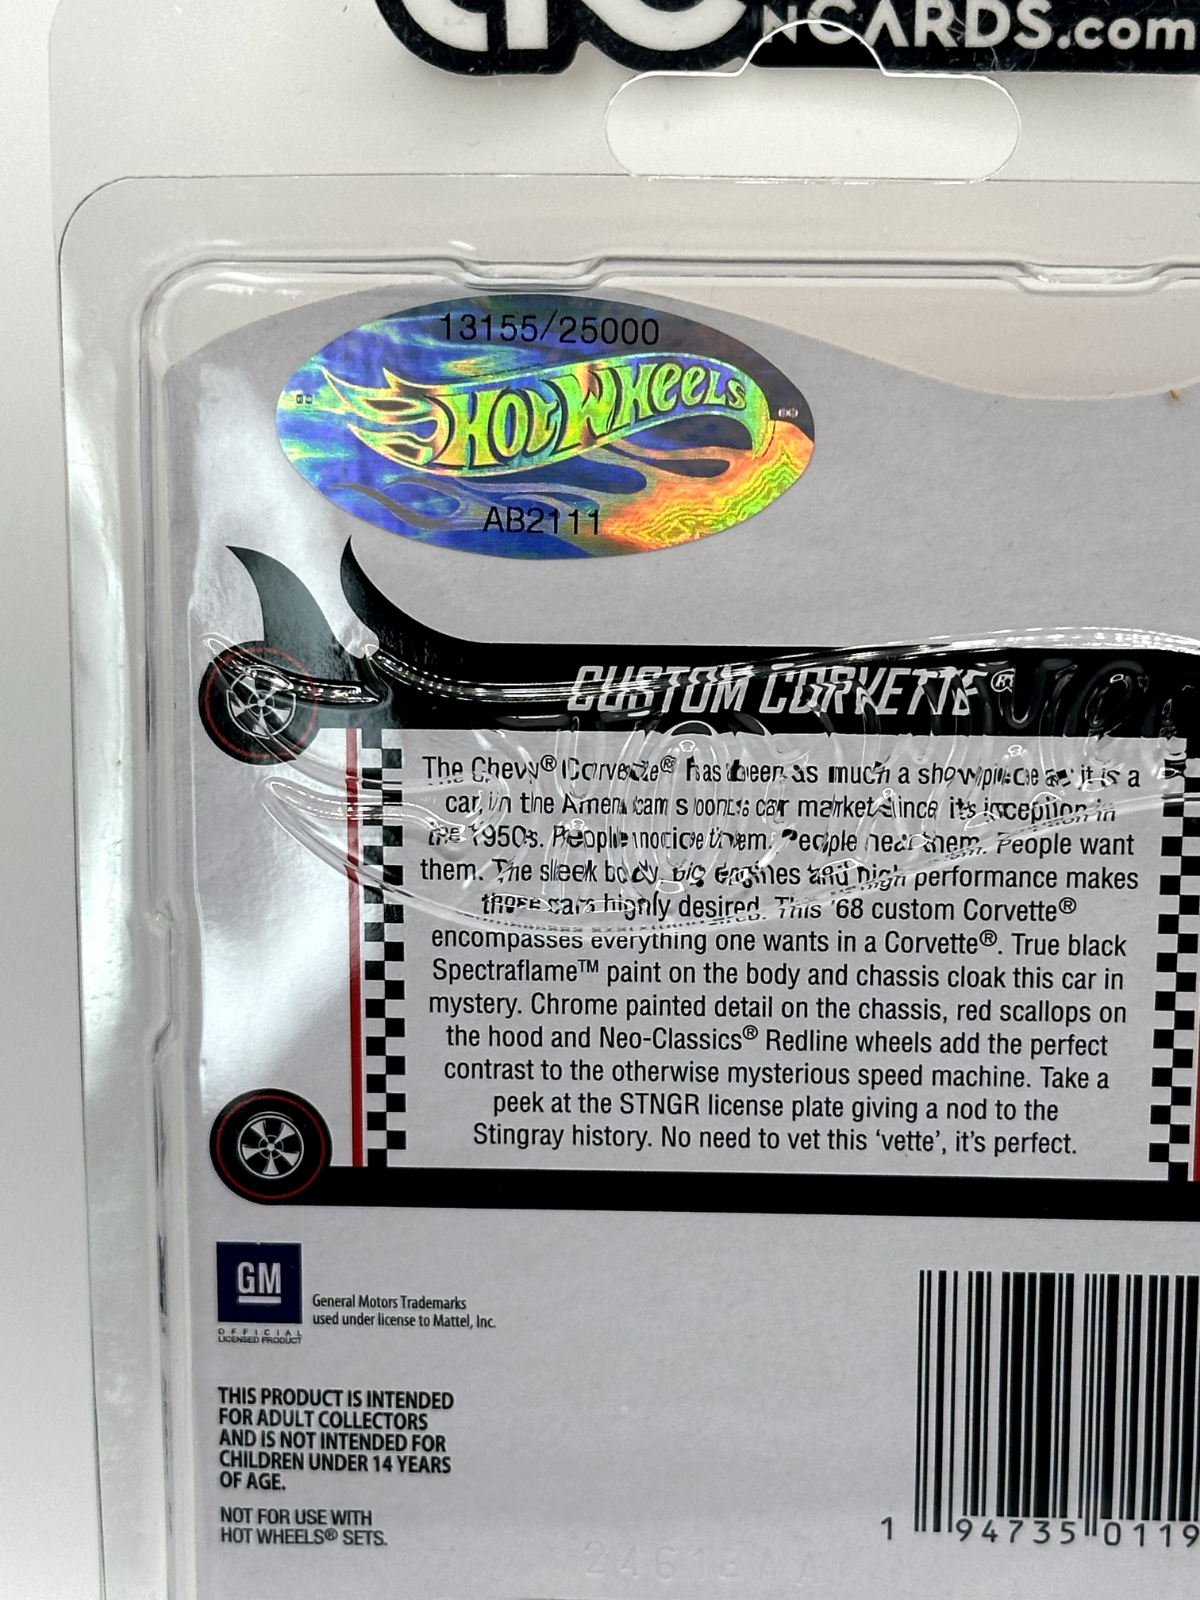 NCARDS.com
13155/25000
HOT WHEELS
AB2111
CUSTOM CORVETTE®
The Chevy® Corvette® has been as much a showpiece as it is a
car in the American sports car market since its inception in
the 1950s. People notice them. People hear them. People want
them. The sleek body, big engines and high performance makes
those cars highly desired. This '68 custom Corvette®
encompasses everything one wants in a Corvette®. True black
Spectraflame™ paint on the body and chassis cloak this car in
mystery. Chrome painted detail on the chassis, red scallops on
the hood and Neo-Classics® Redline wheels add the perfect
contrast to the otherwise mysterious speed machine. Take a
peek at the STNGR license plate giving a nod to the
Stingray history. No need to vet this ‘vette’, it’s perfect.
GM
OFFICIAL
LICENSED PRODUCT
General Motors Trademarks
used under license to Mattel, Inc.
THIS PRODUCT IS INTENDED
FOR ADULT COLLECTORS
AND IS NOT INTENDED FOR
CHILDREN UNDER 14 YEARS
OF AGE.
NOT FOR USE WITH
HOT WHEELS® SETS.
1 94735 0119